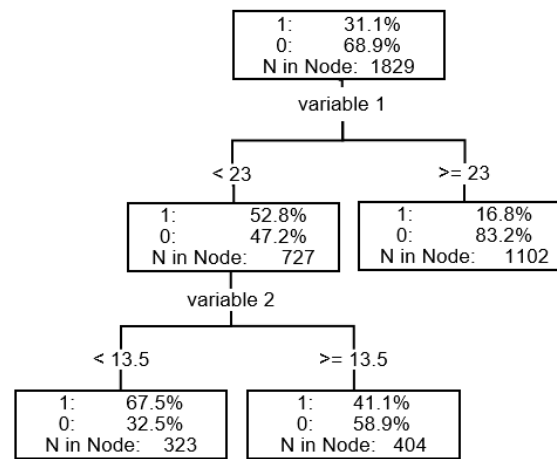 1: 31.1%
0: 68.9%
N in Node: 1829
variable 1
< 23
>= 23
1: 52.8%
0: 47.2%
N in Node: 727
1: 16.8%
0: 83.2%
N in Node: 1102
variable 2
< 13.5
>= 13.5
1: 67.5%
0: 32.5%
N in Node: 323
1: 41.1%
0: 58.9%
N in Node: 404